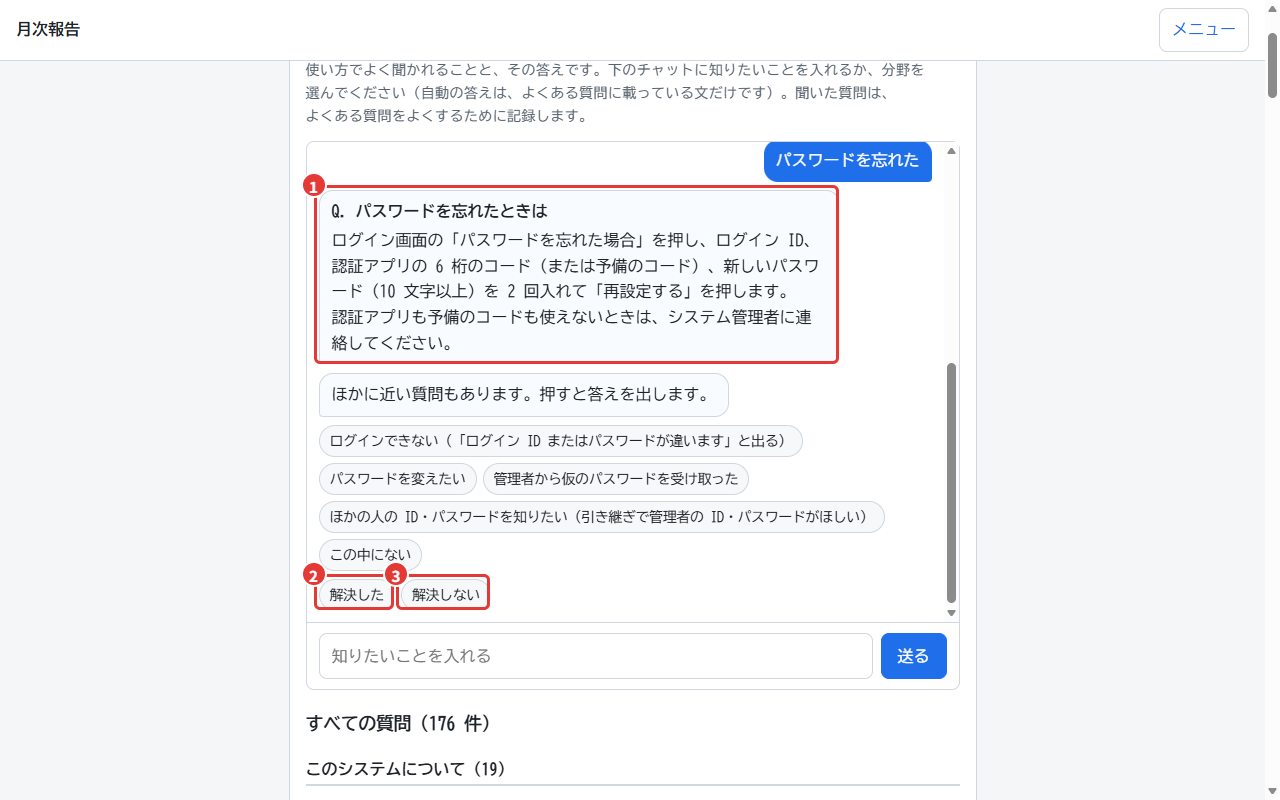 月次報告
メニュー
使い方でよく聞かれることと、その答えです。下のチャットに知りたいことを入れるか、分野を
選んでください（自動の答えは、よくある質問に載っている文だけです）。聞いた質問は、
よくある質問をよくするために記録します。
パスワードを忘れた
1
Q. パスワードを忘れたときは
ログイン画面の「パスワードを忘れた場合」を押し、ログイン ID、
認証アプリの 6 桁のコード（または予備のコード）、新しいパスワ
ード（10 文字以上）を 2 回入れて「再設定する」を押します。
認証アプリも予備のコードも使えないときは、システム管理者に連
絡してください。
ほかに近い質問もあります。押すと答えを出します。
ログインできない（「ログイン ID またはパスワードが違います」と出る）
パスワードを変えたい
管理者から仮のパスワードを受け取った
ほかの人の ID・パスワードを知りたい（引き継ぎで管理者の ID・パスワードがほしい）
この中にない
2
解決した
3
解決しない
知りたいことを入れる
送る
すべての質問（176 件）
このシステムについて（19）